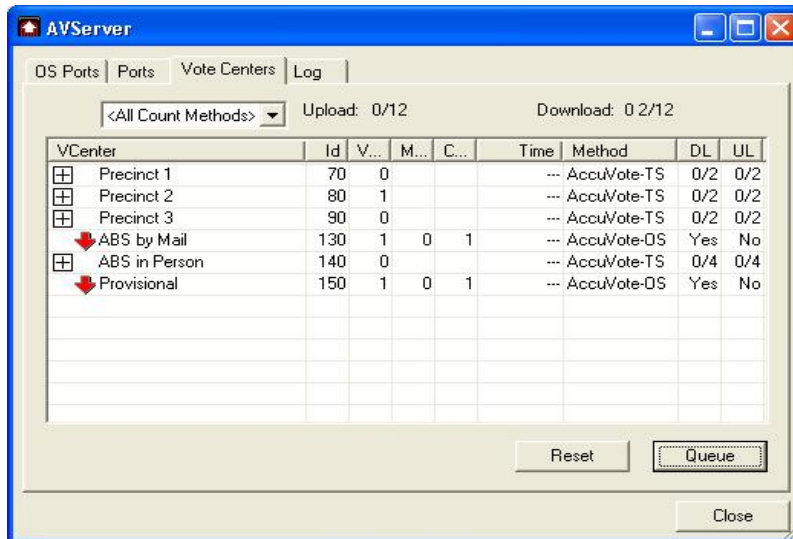 AVServer
OS Ports Ports Vote Centers Log
<All Count Methods> Upload: 0/12 Download: 0 2/12
VCenter Id V... M... C... Time Method DL UL
Precinct 1 70 0 --- AccuVote-TS 0/2 0/2
Precinct 2 80 1 --- AccuVote-TS 0/2 0/2
Precinct 3 90 0 --- AccuVote-TS 0/2 0/2
ABS by Mail 130 1 0 1 --- AccuVote-OS Yes No
ABS in Person 140 0 --- AccuVote-TS 0/4 0/4
Provisional 150 1 0 1 --- AccuVote-OS Yes No
Reset Queue
Close